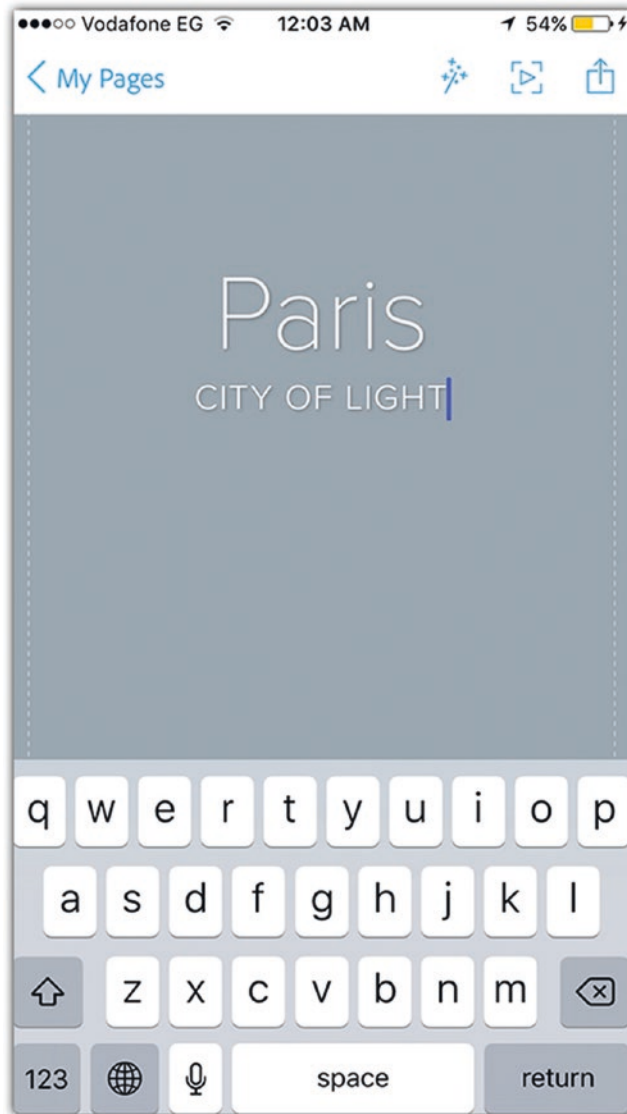 Vodafone EG 12:03 AM 54%
My Pages
Paris
CITY OF LIGHT
q w e r t y u i o p
a s d f g h j k l
z x c v b n m
123 space return